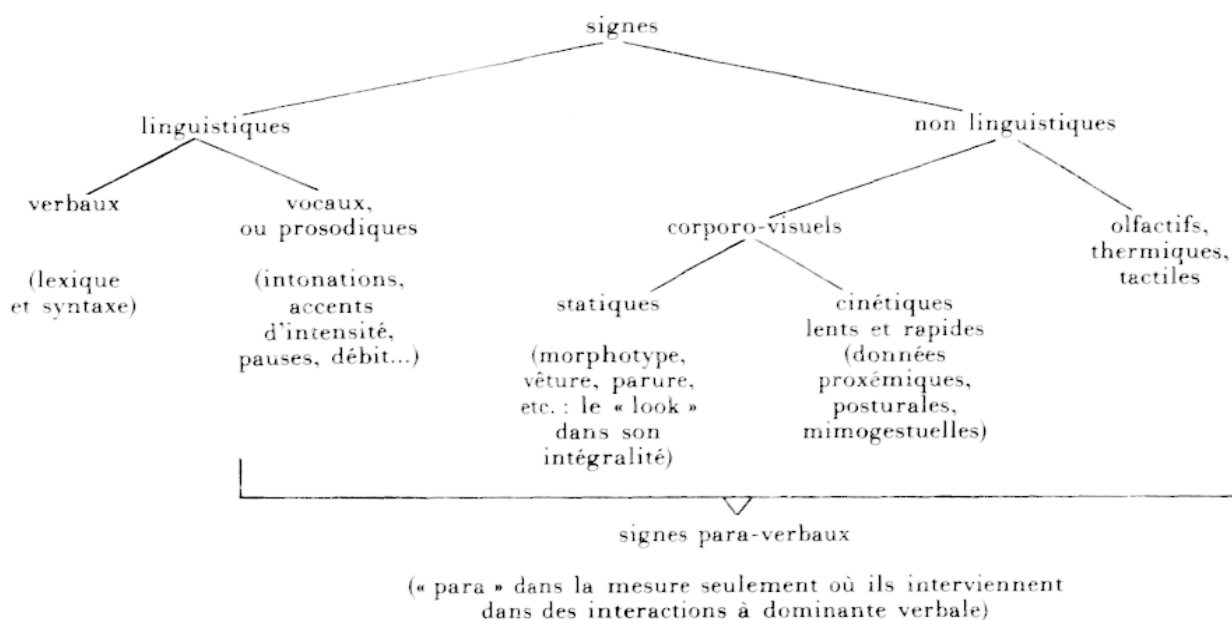 signes
linguistiques
non linguistiques
verbaux
(lexique
et syntaxe)
vocaux,
ou prosodiques
(intonations,
accents
d'intensité,
pauses, débit...)
corporo-visuels
olfactifs,
thermiques,
tactiles
statiques
(morphotype,
vêture, parure,
etc. : le « look »
dans son
intégralité)
cinétiques
lents et rapides
(données
proxémiques,
posturales,
mimogestuelles)
signes para-verbaux
(« para » dans la mesure seulement où ils interviennent
dans des interactions à dominante verbale)